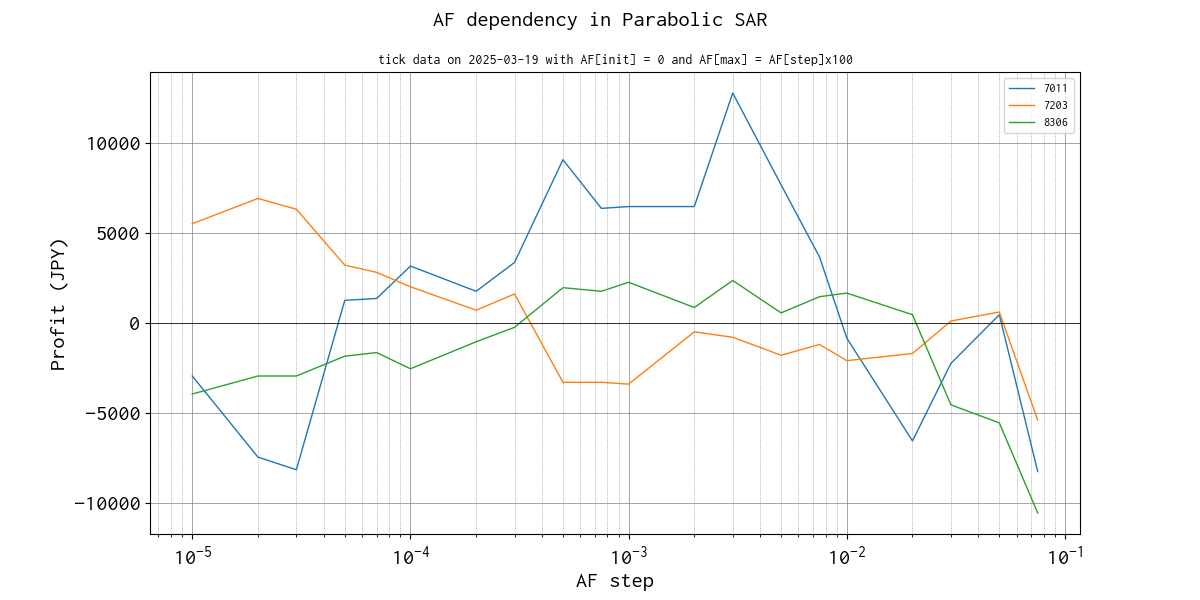 AF dependency in Parabolic SAR
tick data on 2025-03-19 with AF[init] = 0 and AF[max] = AF[step]x100
7011
7203
8306
10000
5000
0
−5000
−10000
Profit (JPY)
10⁻⁵ 10⁻⁴ 10⁻³ 10⁻² 10⁻¹
AF step